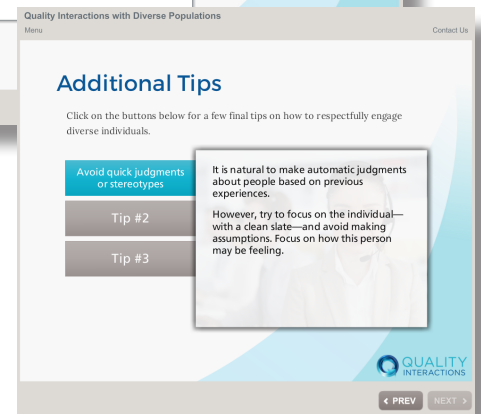 Quality Interactions with Diverse Populations
Menu
Contact Us
Additional Tips
Click on the buttons below for a few final tips on how to respectfully engage
diverse individuals.
Avoid quick judgments
or stereotypes
Tip #2
Tip #3
It is natural to make automatic judgments
about people based on previous
experiences.
However, try to focus on the individual—
with a clean slate—and avoid making
assumptions. Focus on how this person
may be feeling.
QUALITY
INTERACTIONS
< PREV
NEXT >